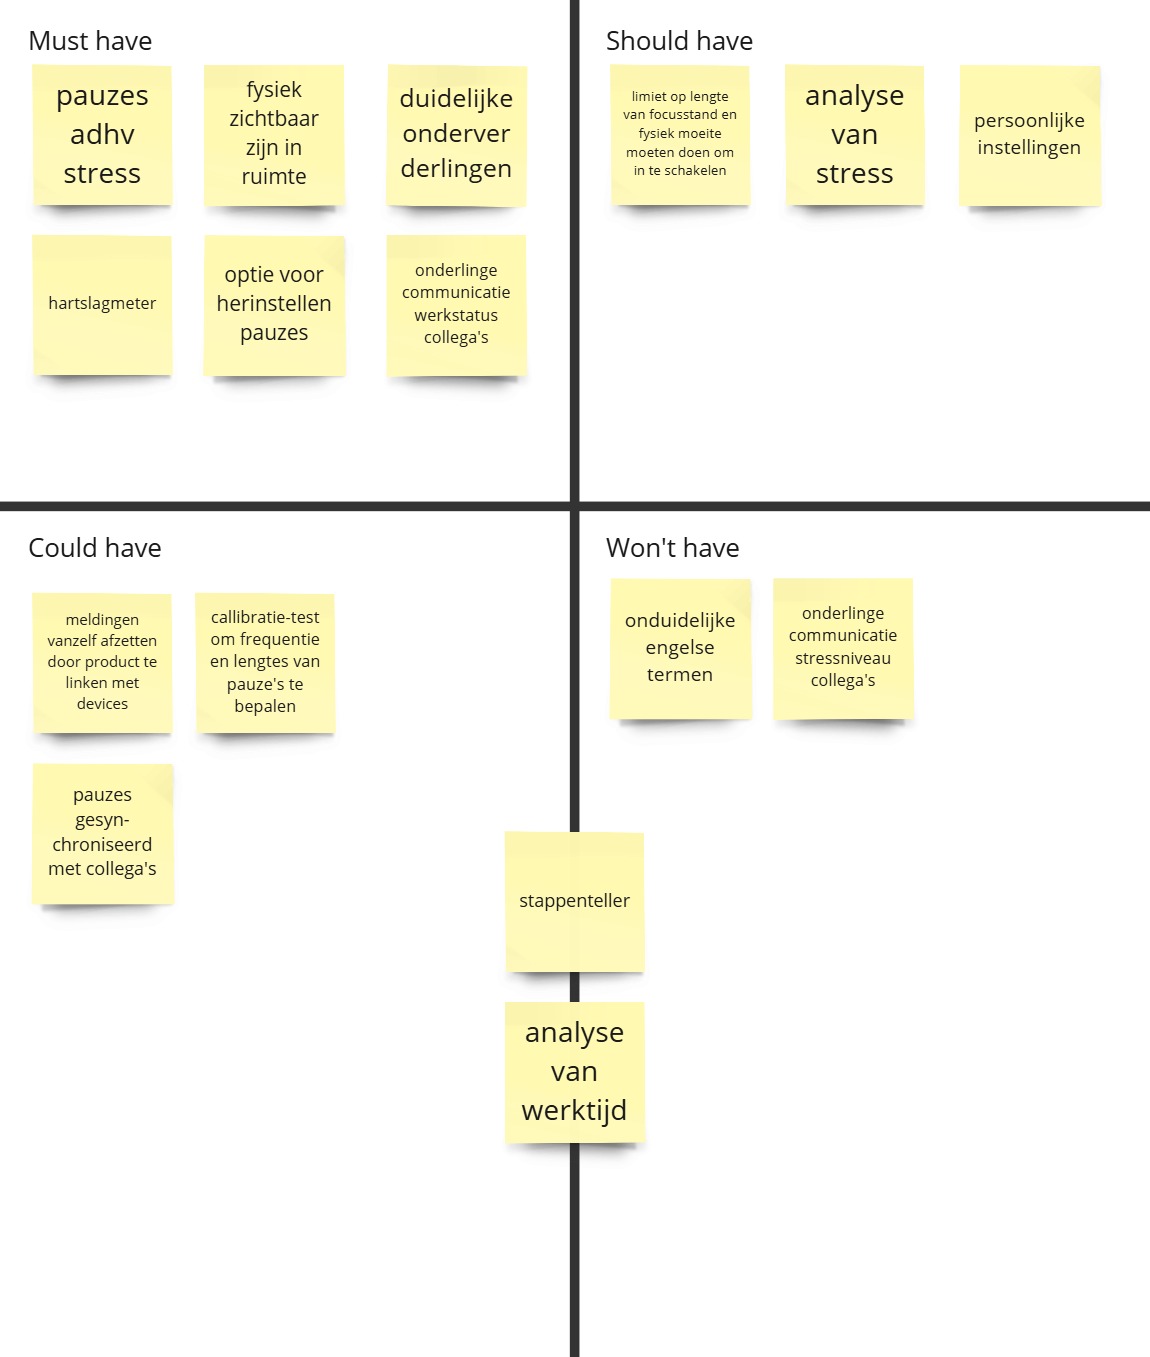 Must have
pauzes
adhv
stress
fysiek
zichtbaar
zijn in
ruimte
duidelijke
onderver
derlingen
hartslagmeter
optie voor
herinstellen
pauzes
onderlinge
communicatie
werkstatus
collega's
Should have
limiet op lengte
van focusstand en
fysiek moeite
moeten doen om
in te schakelen
analyse
van
stress
persoonlijke
instellingen
Could have
meldingen
vanzelf afzetten
door product te
linken met
devices
callibratie-test
om frequentie
en lengtes van
pauze's te
bepalen
pauzes
gesyn-
chroniseerd
met collega's
Won't have
onduidelijke
engelse
termen
onderlinge
communicatie
stressniveau
collega's
stappenteller
analyse
van
werktijd